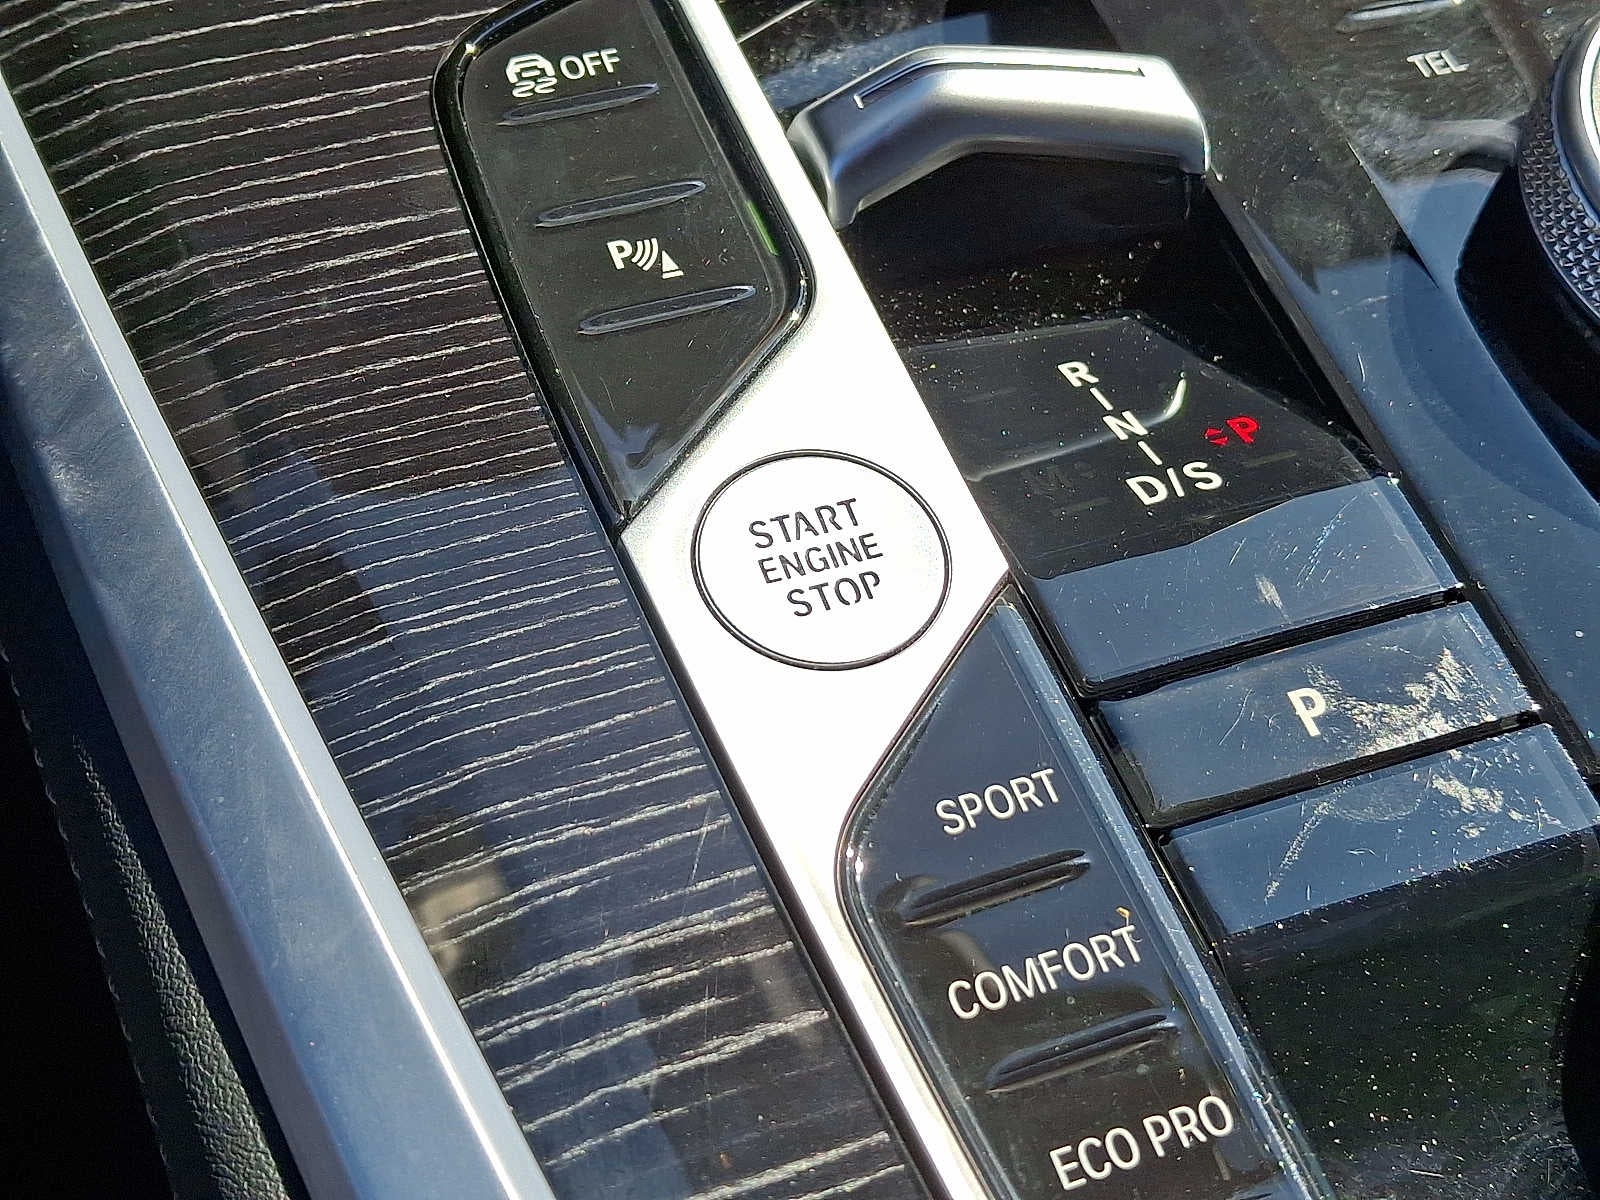 OFF
TEL
P
R
N
D/S
P
START
ENGINE
STOP
P
SPORT
COMFORT
ECO PRO